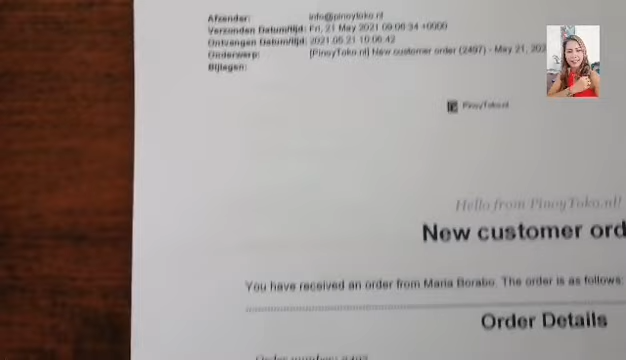 Afzender: info@pinoytoko.nl
Verzonden Datum/tijd: Fri, 21 May 2021 09:06:34 +0000
Ontvangen Datum/tijd: 2021.05.21 10:06:42
Onderwerp: [PinoyToko.nl] New customer order (2497) - May 21, 202
Bijlagen:
PinoyToko.nl
Hello from PinoyToko.nl!
New customer ord
You have received an order from Maria Borabo. The order is as follows:
Order Details
Order number: